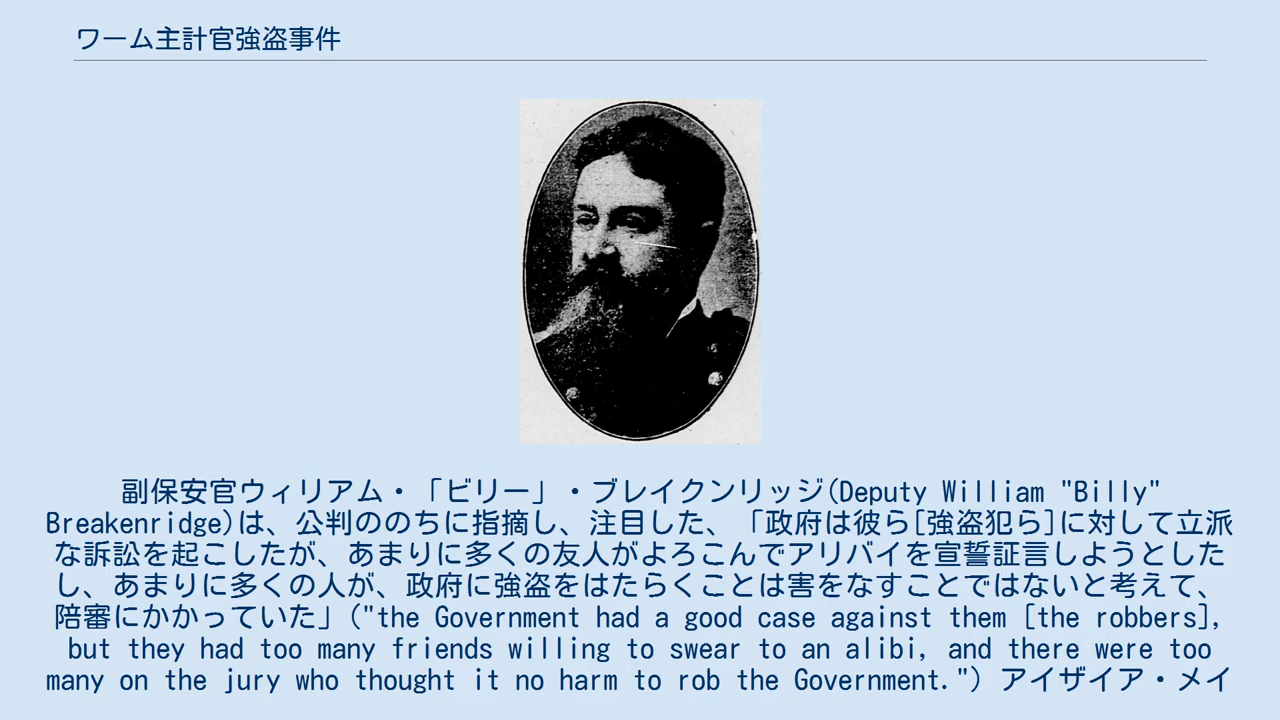 ワーム主計官強盗事件
副保安官ウィリアム・「ビリー」・ブレイクンリッジ(Deputy William "Billy"
Breakenridge)は、公判ののちに指摘し、注目した、「政府は彼ら[強盗犯ら]に対して立派
な訴訟を起こしたが、あまりに多くの友人がよろこんでアリバイを宣誓証言しようとした
し、あまりに多くの人が、政府に強盗をはたらくことは害をなすことではないと考えて、
陪審にかかっていた」("the Government had a good case against them [the robbers],
but they had too many friends willing to swear to an alibi, and there were too
many on the jury who thought it no harm to rob the Government.") アイザイア・メイ